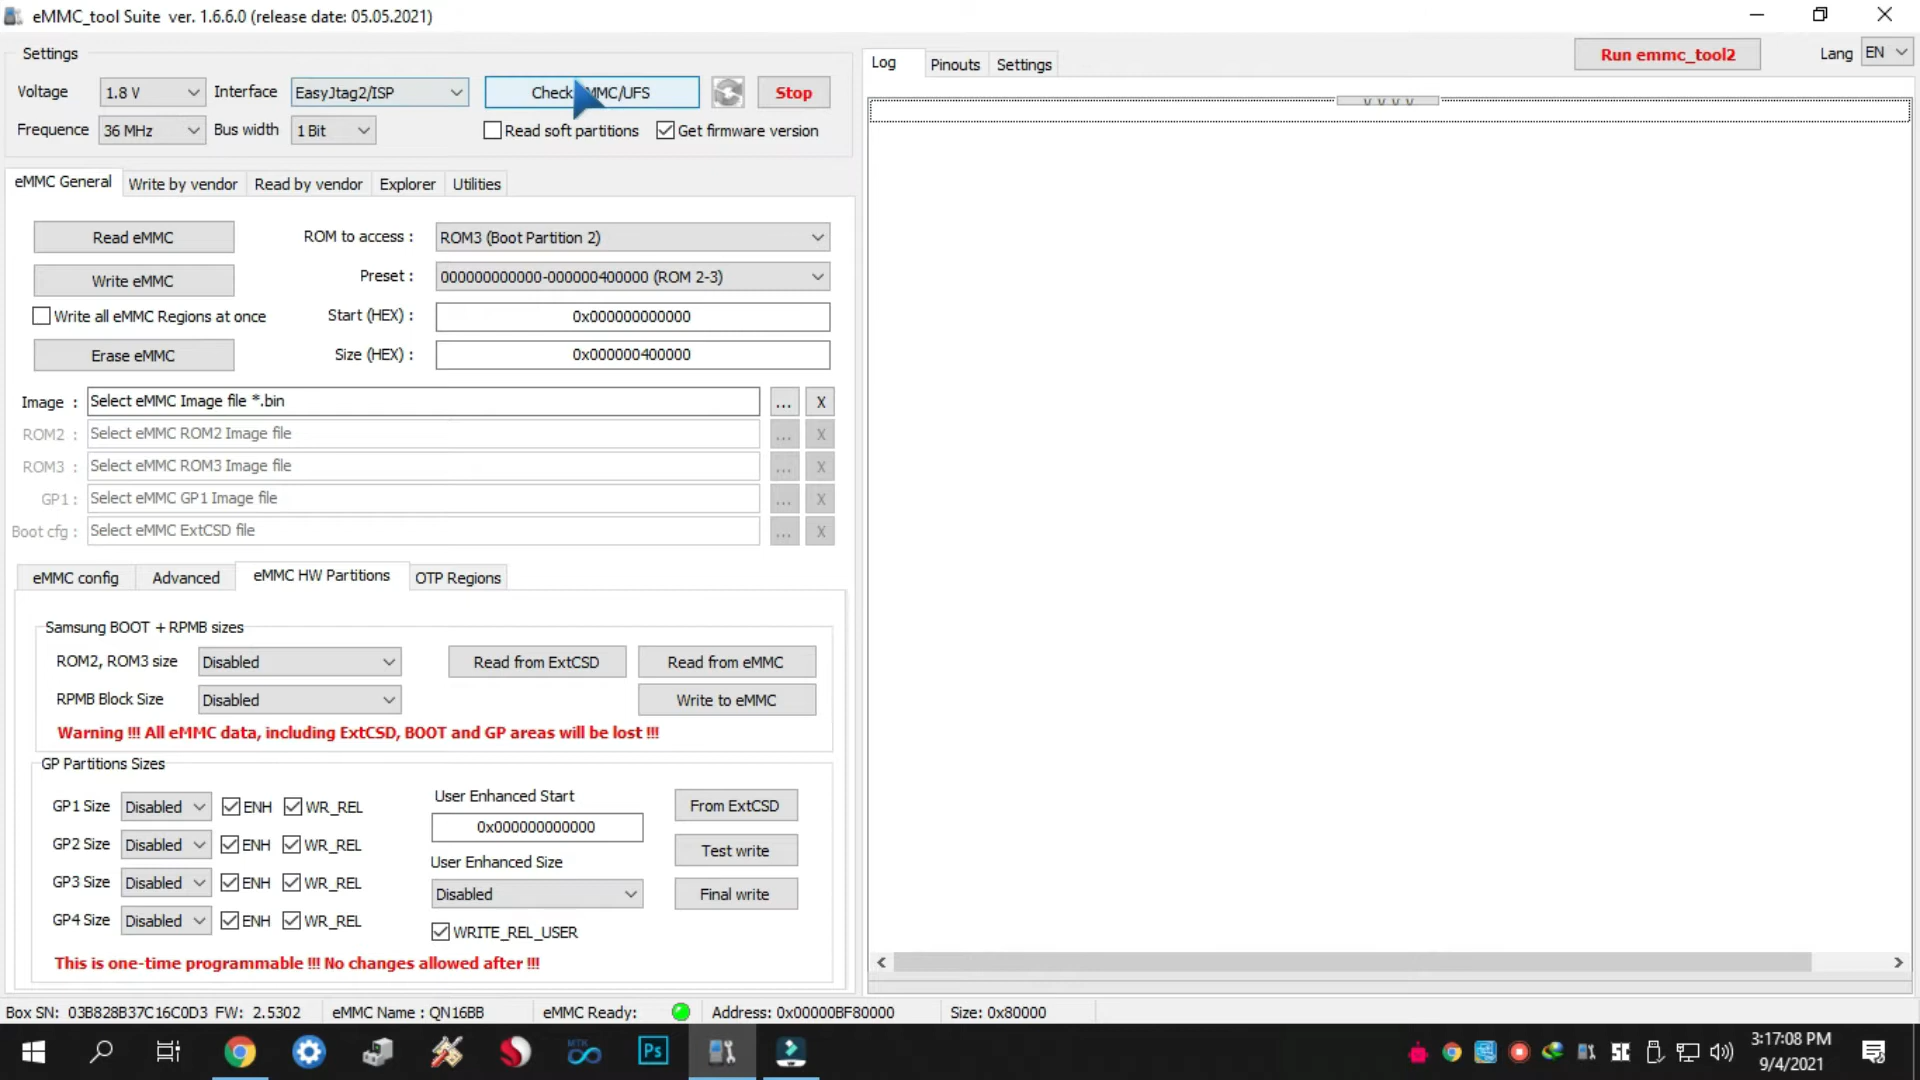 eMMC_tool Suite ver. 1.6.6.0 (release date: 05.05.2021)
Settings
Voltage 1.8 V Interface EasyJtag2/ISP Stop
Frequency 36 MHz Bus width 1 Bit Read soft partitions Get firmware version
Log Pinouts Settings Run emmc_tool2 Lang EN
eMMC General Write by vendor Read by vendor Explorer Utilities
Read eMMC ROM to access : ROM3 (Boot Partition 2)
Write eMMC Preset : 000000000000-000000400000 (ROM 2-3)
Write all eMMC Regions at once Start (HEX) : 0x000000000000
Erase eMMC Size (HEX) : 0x000000400000
Image : Select eMMC Image file *.bin ... X
ROM2 : Select eMMC ROM2 Image file ... X
ROM3 : Select eMMC ROM3 Image file ... X
GP1 : Select eMMC GP1 Image file ... X
Boot cfg : Select eMMC ExtCSD file ... X
eMMC config Advanced eMMC HW Partitions OTP Regions
Samsung BOOT + RPMB sizes
ROM2, ROM3 size Disabled Read from ExtCSD Read from eMMC
RPMB Block Size Disabled Write to eMMC
Warning !!! All eMMC data, including ExtCSD, BOOT and GP areas will be lost !!!
GP Partitions Sizes
GP1 Size Disabled ENH WR_REL
GP2 Size Disabled ENH WR_REL
GP3 Size Disabled ENH WR_REL
GP4 Size Disabled ENH WR_REL
User Enhanced Start
0x000000000000
User Enhanced Size
Disabled
WRITE_REL_USER
From ExtCSD
Test write
Final write
This is one-time programmable !!! No changes allowed after !!!
Box SN: 03B828B37C16C0D3 FW: 2.5302 eMMC Name : QN16BB eMMC Ready: Address: 0x00000BF80000 Size: 0x80000
MTK
Ps
3:17:08 PM
9/4/2021